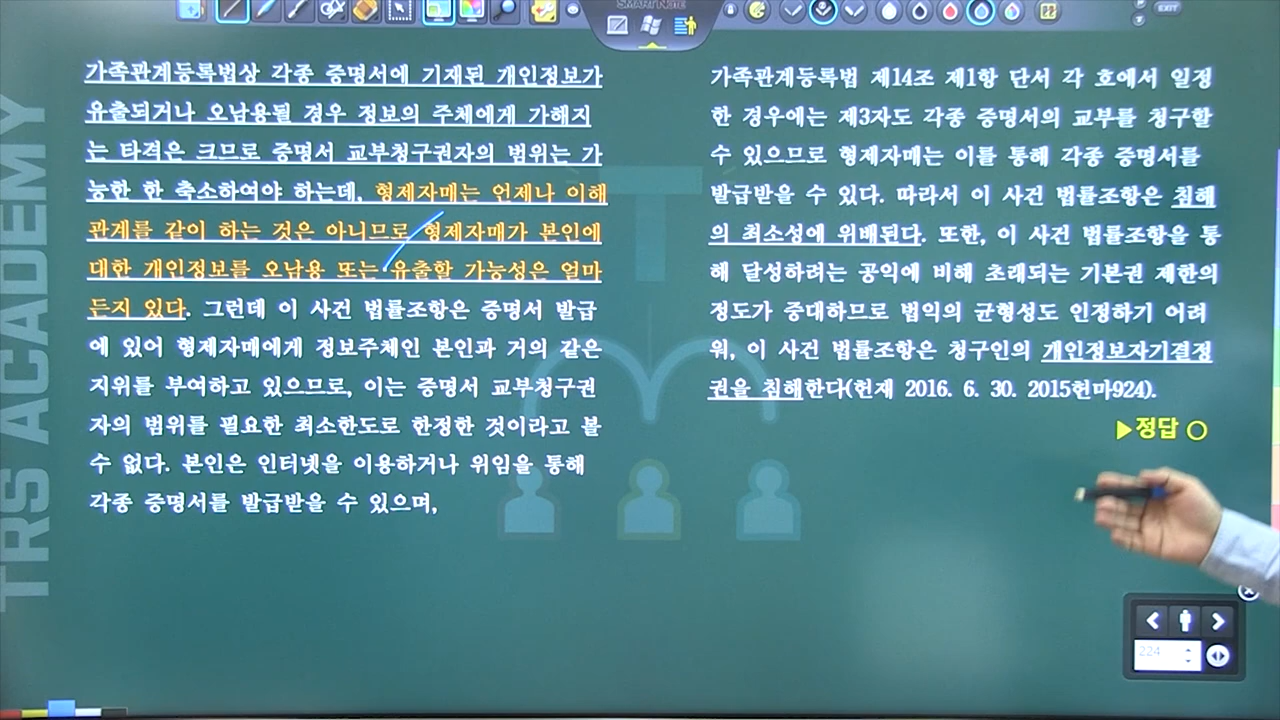 SMART NOTE
EXIT
TRS ACADEMY
가족관계등록법상 각종 증명서에 기재된 개인정보가
유출되거나 오남용될 경우 정보의 주체에게 가해지
는 타격은 크므로 증명서 교부청구권자의 범위는 가
능한 한 축소하여야 하는데, 형제자매는 언제나 이해
관계를 같이 하는 것은 아니므로 형제자매가 본인에
대한 개인정보를 오남용 또는 유출할 가능성은 얼마
든지 있다. 그런데 이 사건 법률조항은 증명서 발급
에 있어 형제자매에게 정보주체인 본인과 거의 같은
지위를 부여하고 있으므로, 이는 증명서 교부청구권
자의 범위를 필요한 최소한도로 한정한 것이라고 볼
수 없다. 본인은 인터넷을 이용하거나 위임을 통해
각종 증명서를 발급받을 수 있으며,
가족관계등록법 제14조 제1항 단서 각 호에서 일정
한 경우에는 제3자도 각종 증명서의 교부를 청구할
수 있으므로 형제자매는 이를 통해 각종 증명서를
발급받을 수 있다. 따라서 이 사건 법률조항은 침해
의 최소성에 위배된다. 또한, 이 사건 법률조항을 통
해 달성하려는 공익에 비해 초래되는 기본권 제한의
정도가 중대하므로 법익의 균형성도 인정하기 어려
워, 이 사건 법률조항은 청구인의 개인정보자기결정
권을 침해한다(헌재 2016. 6. 30. 2015헌마924).
▶정답 ○
224